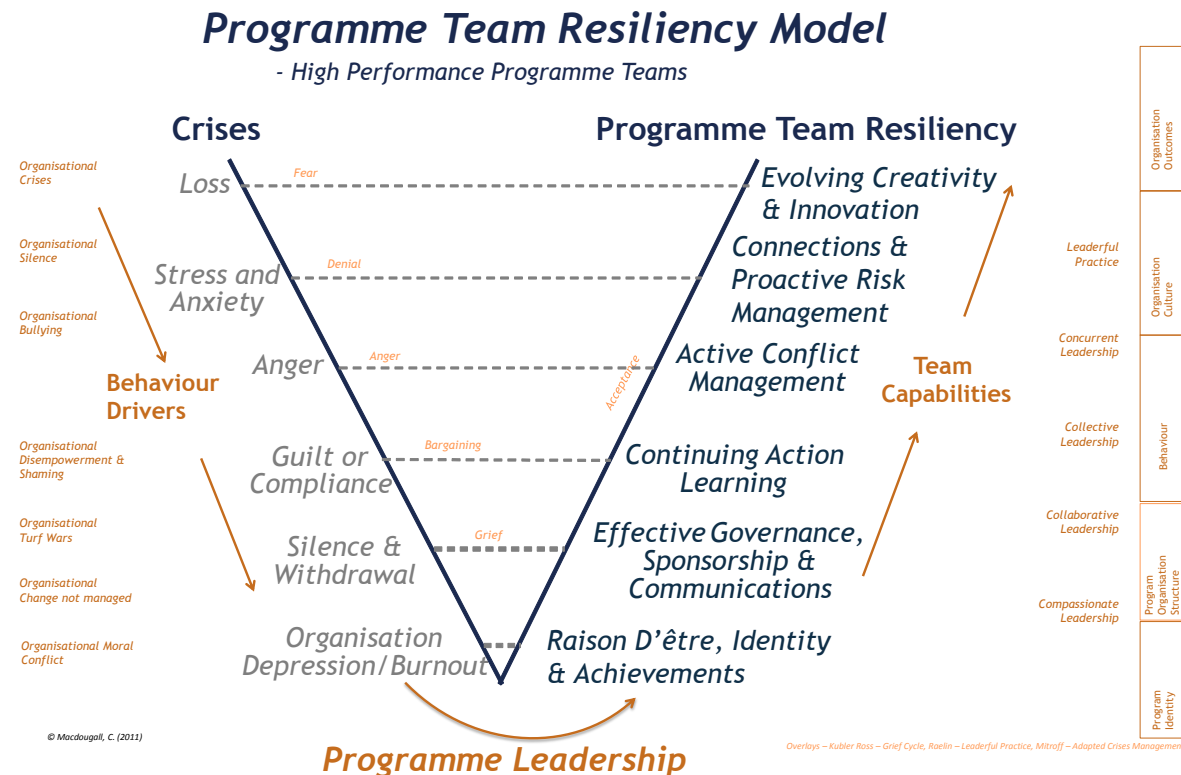 Programme Team Resiliency Model
- High Performance Programme Teams
Crises
Programme Team Resiliency
Organisational
Crises
Organisational
Silence
Organisational
Bullying
Behaviour
Drivers
Organisational
Disempowerment &
Shaming
Organisational
Turf Wars
Organisational
Change not managed
Organisational Moral
Conflict
Loss
Stress and
Anxiety
Anger
Guilt or
Compliance
Silence &
Withdrawal
Organisation
Depression/Burnout
Fear
Denial
Anger
Bargaining
Grief
Acceptance
Evolving Creativity
& Innovation
Connections &
Proactive Risk
Management
Active Conflict
Management
Continuing Action
Learning
Effective Governance,
Sponsorship &
Communications
Raison D’être, Identity
& Achievements
Team
Capabilities
Leaderful
Practice
Concurrent
Leadership
Collective
Leadership
Collaborative
Leadership
Compassionate
Leadership
Organisation
Outcomes
Organisation
Culture
Behaviour
Program
Organisation
Structure
Program
Identity
Programme Leadership
© Macdougall, C. (2011)
Overlays – Kubler Ross – Grief Cycle, Raelin – Leaderful Practice, Mitroff – Adapted Crises Management